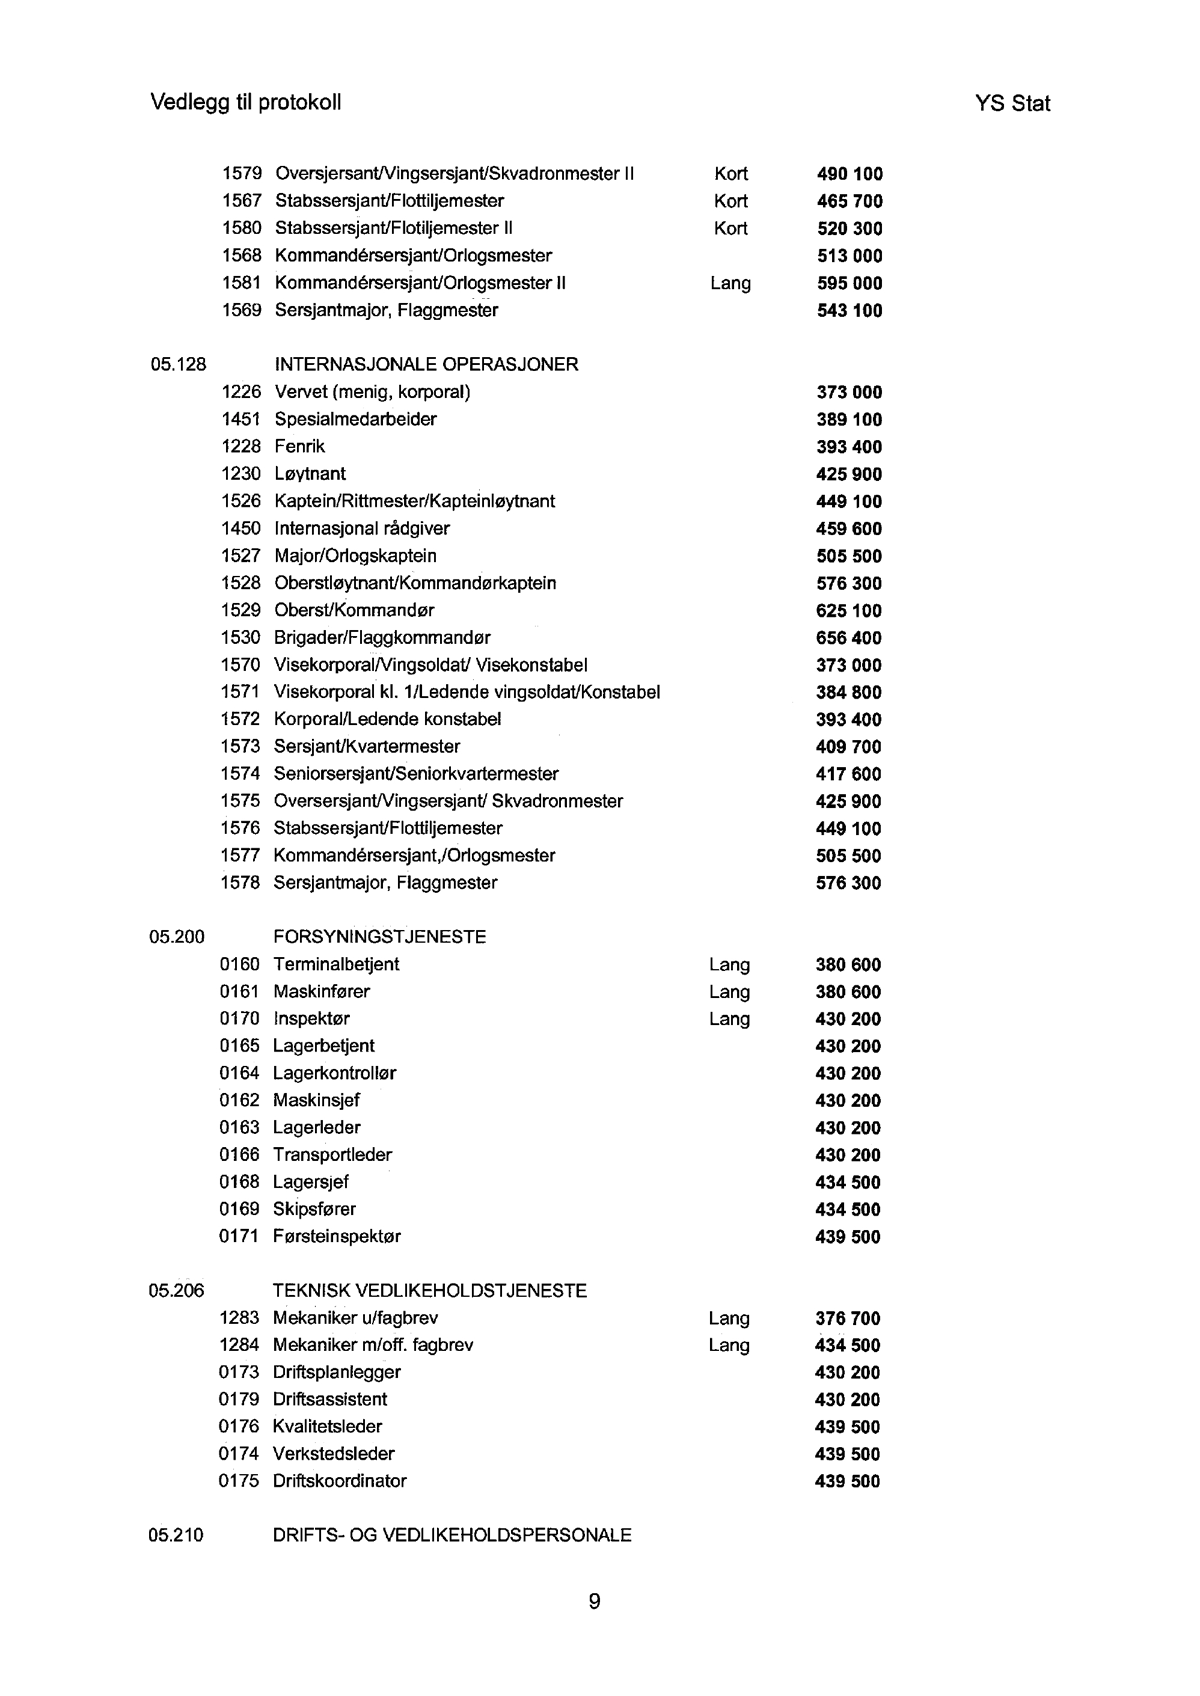 Vedlegg til protokoll YS Stat
1579 Oversjersant/Vingsersjant/Skvadronmester II Kort 490 100
1567 Stabssersjant/Flottiljemester Kort 465 700
1580 Stabssersjant/Flotiljemester II Kort 520 300
1568 Kommandérsersjant/Orlogsmester 513 000
1581 Kommandérsersjant/Orlogsmester II Lang 595 000
1569 Sersjantmajor, Flaggmester 543 100
05.128 INTERNASJONALE OPERASJONER
1226 Vervet (menig, korporal) 373 000
1451 Spesialmedarbeider 389 100
1228 Fenrik 393 400
1230 Løytnant 425 900
1526 Kaptein/Rittmester/Kapteinløytnant 449 100
1450 Internasjonal rådgiver 459 600
1527 Major/Orlogskaptein 505 500
1528 Oberstløytnant/Kommandørkaptein 576 300
1529 Oberst/Kommandør 625 100
1530 Brigader/Flaggkommandør 656 400
1570 Visekorporal/Vingsoldat/ Visekonstabel 373 000
1571 Visekorporal kl. 1/Ledende vingsoldat/Konstabel 384 800
1572 Korporal/Ledende konstabel 393 400
1573 Sersjant/Kvartermester 409 700
1574 Seniorsersjant/Seniorkvartermester 417 600
1575 Oversersjant/Vingsersjant/ Skvadronmester 425 900
1576 Stabssersjant/Flottiljemester 449 100
1577 Kommandérsersjant,/Orlogsmester 505 500
1578 Sersjantmajor, Flaggmester 576 300
05.200 FORSYNINGSTJENESTE
0160 Terminalbetjent Lang 380 600
0161 Maskinfører Lang 380 600
0170 Inspektør Lang 430 200
0165 Lagerbetjent 430 200
0164 Lagerkontrollør 430 200
0162 Maskinsjef 430 200
0163 Lagerleder 430 200
0166 Transportleder 430 200
0168 Lagersjef 434 500
0169 Skipsfører 434 500
0171 Førsteinspektør 439 500
05.206 TEKNISK VEDLIKEHOLDSTJENESTE
1283 Mekaniker u/fagbrev Lang 376 700
1284 Mekaniker m/off. fagbrev Lang 434 500
0173 Driftsplanlegger 430 200
0179 Driftsassistent 430 200
0176 Kvalitetsleder 439 500
0174 Verkstedsleder 439 500
0175 Driftskoordinator 439 500
05.210 DRIFTS- OG VEDLIKEHOLDSPERSONALE
9